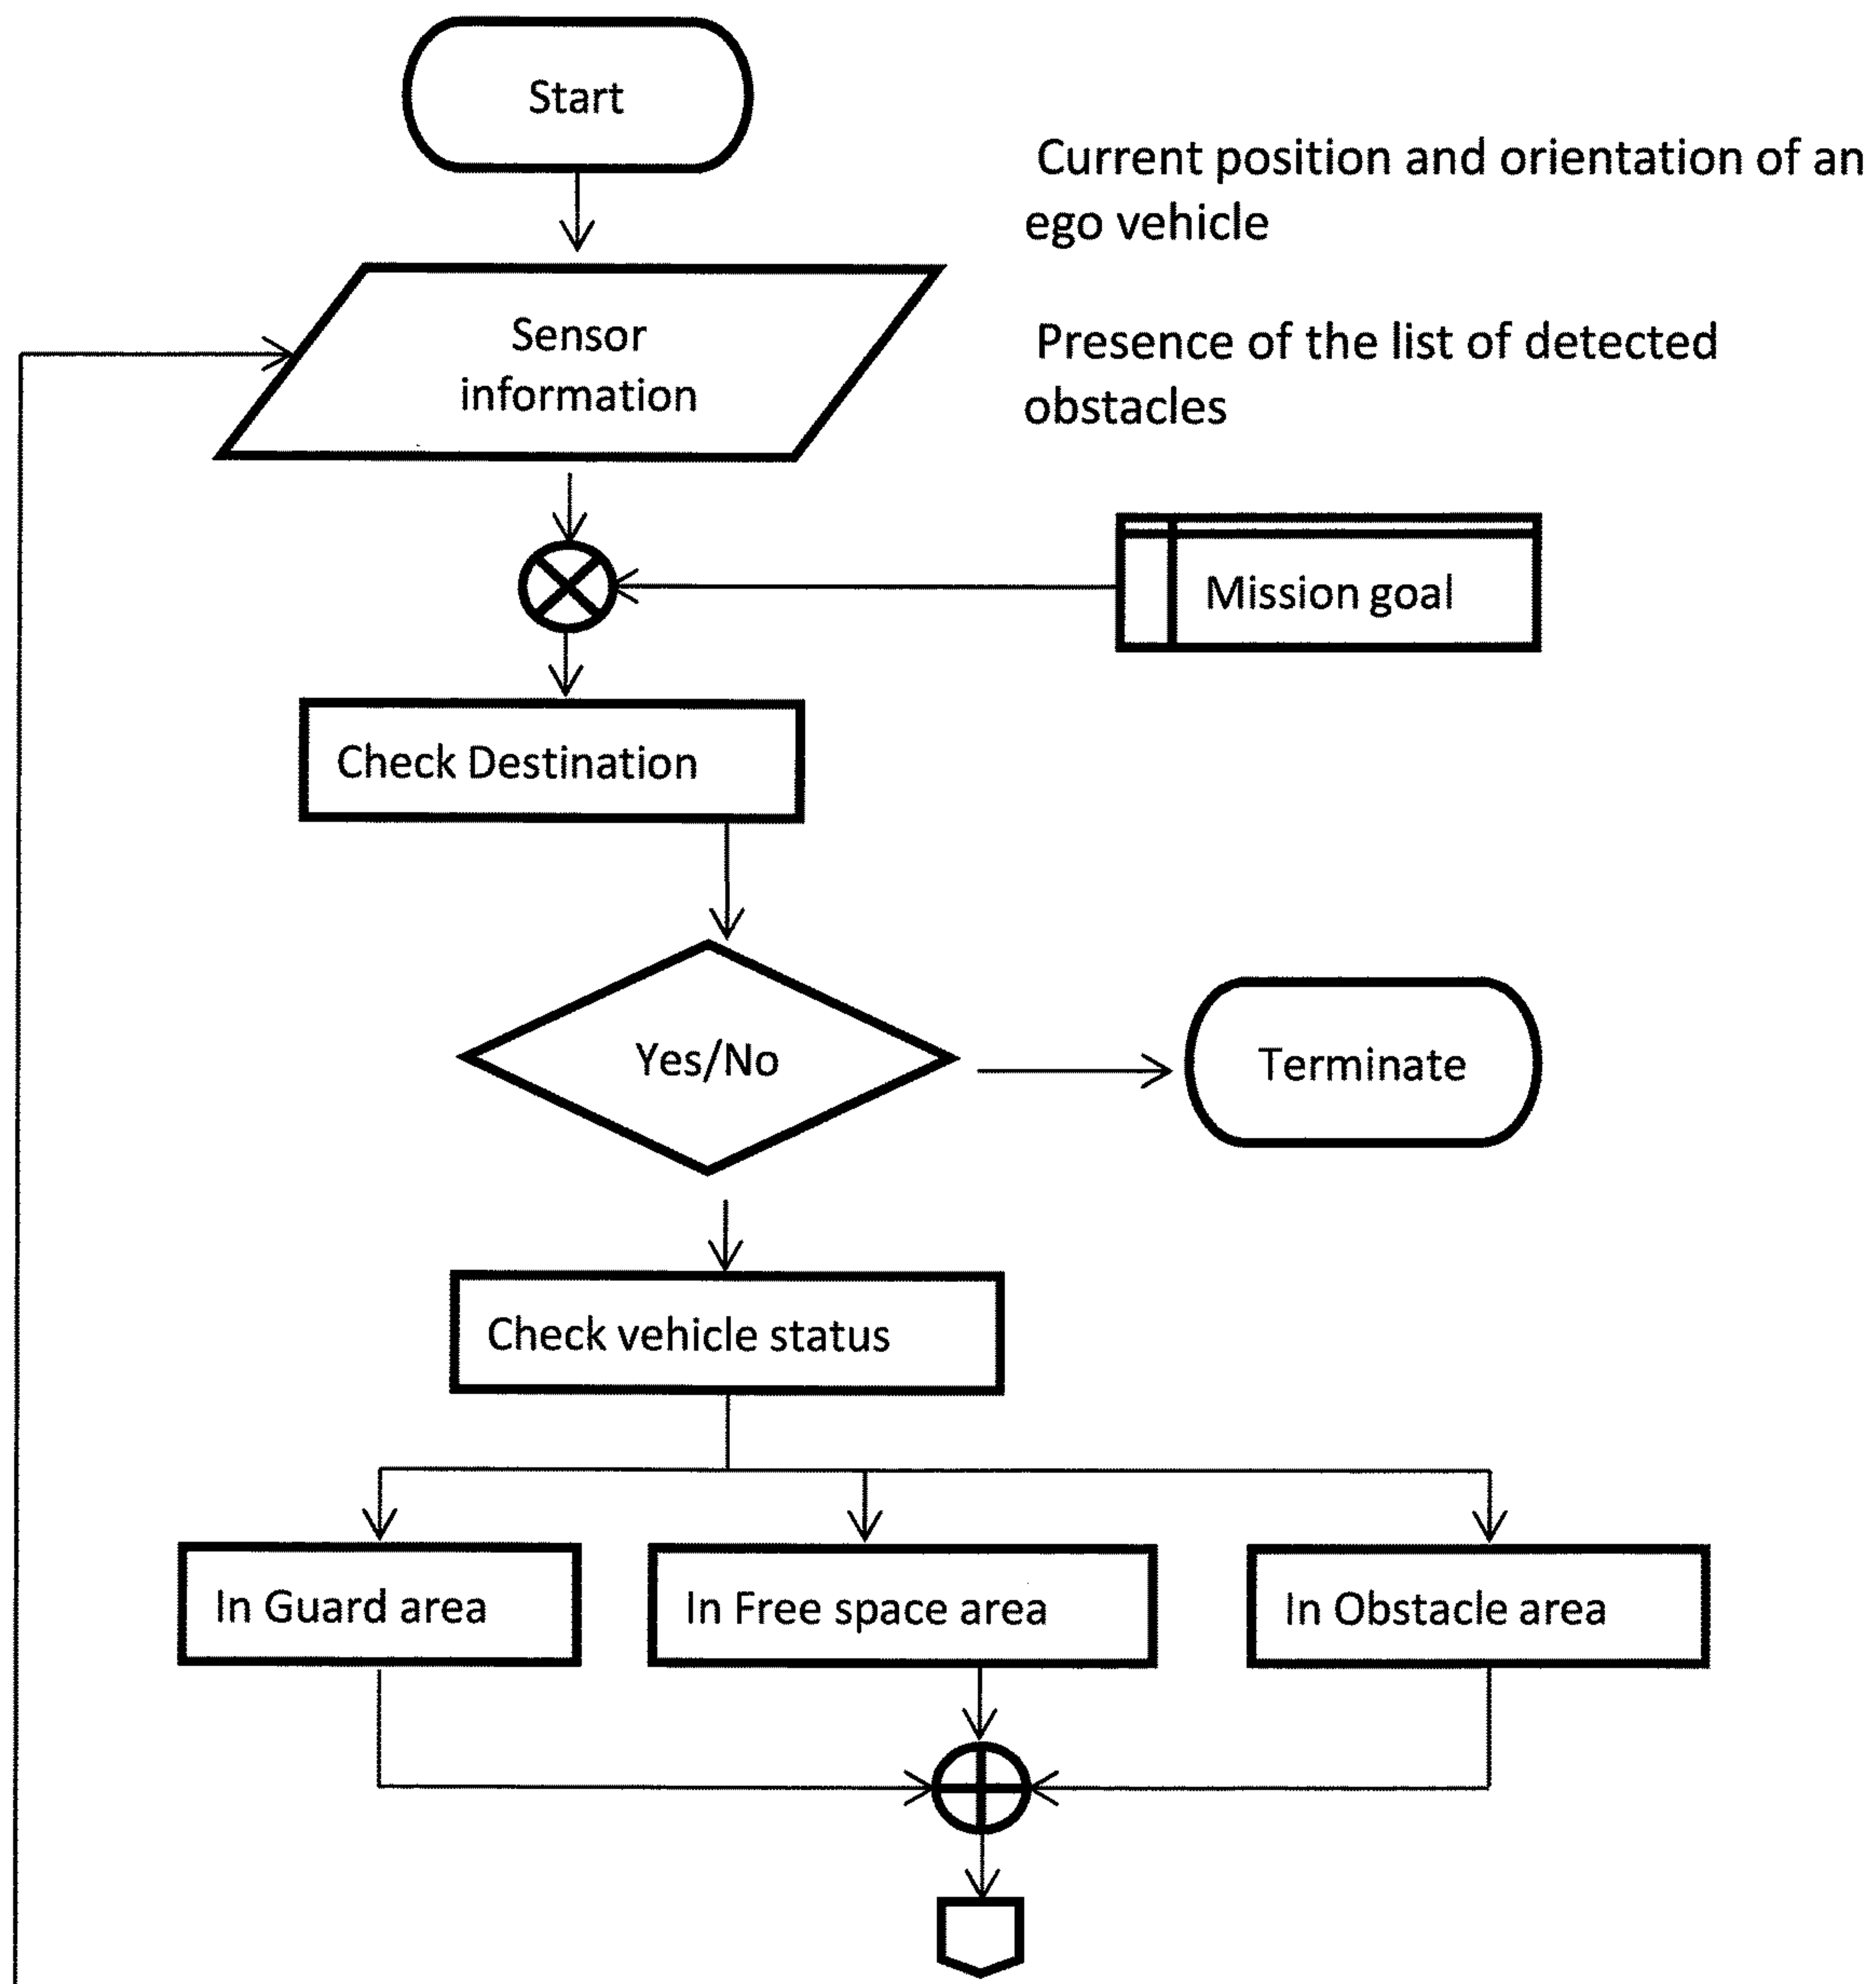 Start
Current position and orientation of an
ego vehicle
Sensor
information
Presence of the list of detected
obstacles
Mission goal
Check Destination
Yes/No
Terminate
Check vehicle status
In Guard area
In Free space area
In Obstacle area